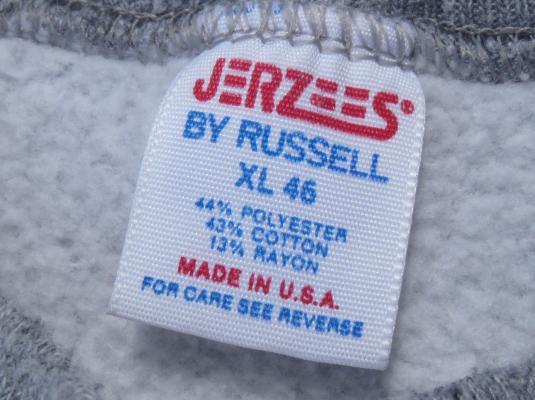 JERZEES®
BY RUSSELL
XL 46
44% POLYESTER
43% COTTON
13% RAYON
MADE IN U.S.A.
FOR CARE SEE REVERSE